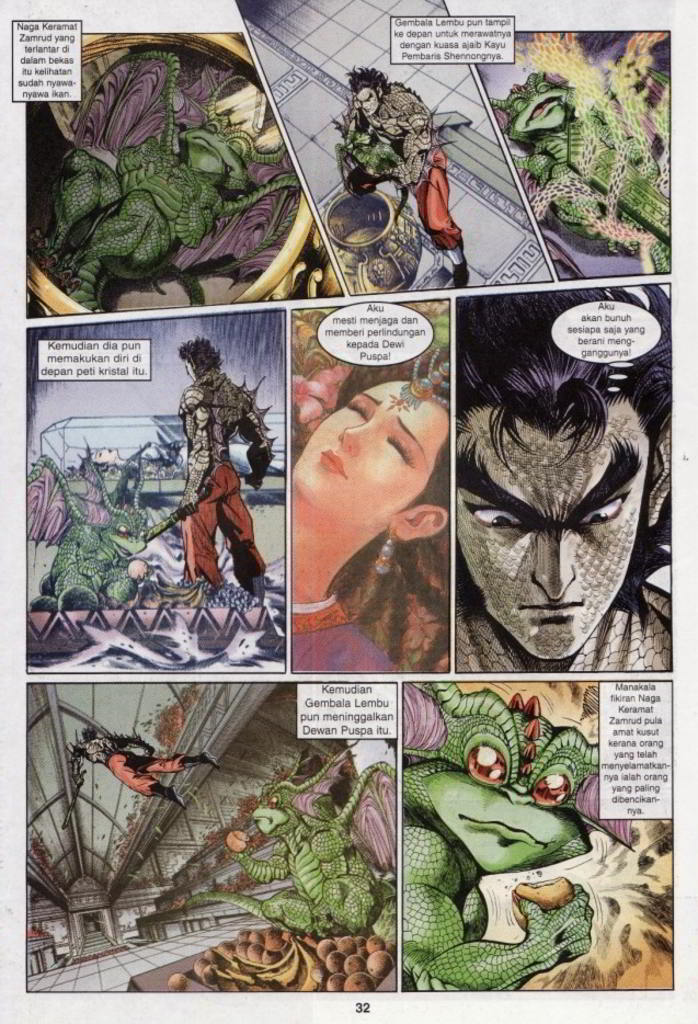 Naga Keramat
Zamrud yang
terlantar di
dalam bekas
itu kelihatan
sudah nyawa-
nyawa ikan.
Gembala Lembu pun tampil
ke depan untuk merawatnya
dengan kuasa ajaib Kayu
Pembaris Shennongnya.
Kemudian dia pun
memakukan diri di
depan peti kristal itu.
Aku
mesti menjaga dan
memberi perlindungan
kepada Dewi
Puspa!
Aku
akan bunuh
sesiapa saja yang
berani meng-
ganggunya!
Kemudian
Gembala Lembu
pun meninggalkan
Dewan Puspa itu.
Manakala
fikiran Naga
Keramat
Zamrud pula
amat kusut
kerana orang
yang telah
menyelamatkan-
nya ialah orang
yang paling
dibencikan-
nya.
32